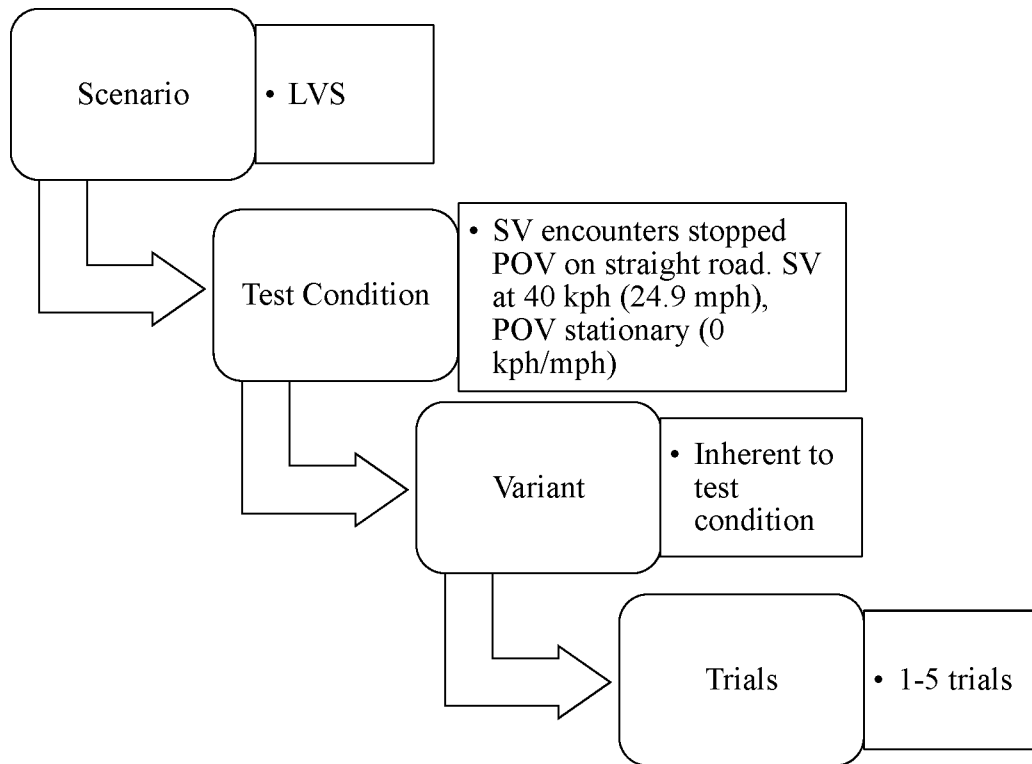 Scenario
• LVS
Test Condition
• SV encounters stopped
POV on straight road. SV
at 40 kph (24.9 mph),
POV stationary (0
kph/mph)
Variant
• Inherent to
test
condition
Trials
• 1-5 trials